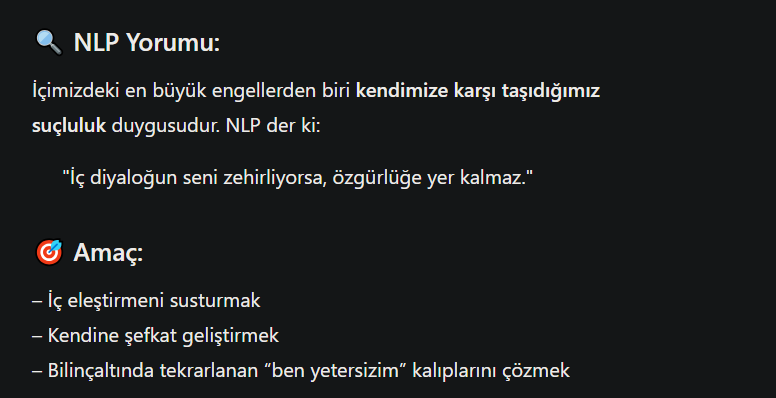 🔍 NLP Yorumu:
İçimizdeki en büyük engellerden biri kendimize karşı taşıdığımız
suçluluk duygusudur. NLP der ki:
"İç diyaloğun seni zehirliyorsa, özgürlüğe yer kalmaz."
🎯 Amaç:
– İç eleştirmeni susturmak
– Kendine şefkat geliştirmek
– Bilinçaltında tekrarlanan “ben yetersizim” kalıplarını çözmek